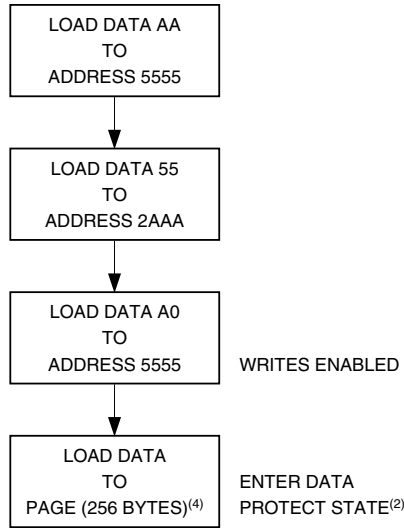 LOAD DATA AA
TO
ADDRESS 5555
LOAD DATA 55
TO
ADDRESS 2AAA
LOAD DATA A0
TO
ADDRESS 5555
WRITES ENABLED
LOAD DATA
TO
PAGE (256 BYTES)(4)
ENTER DATA
PROTECT STATE(2)